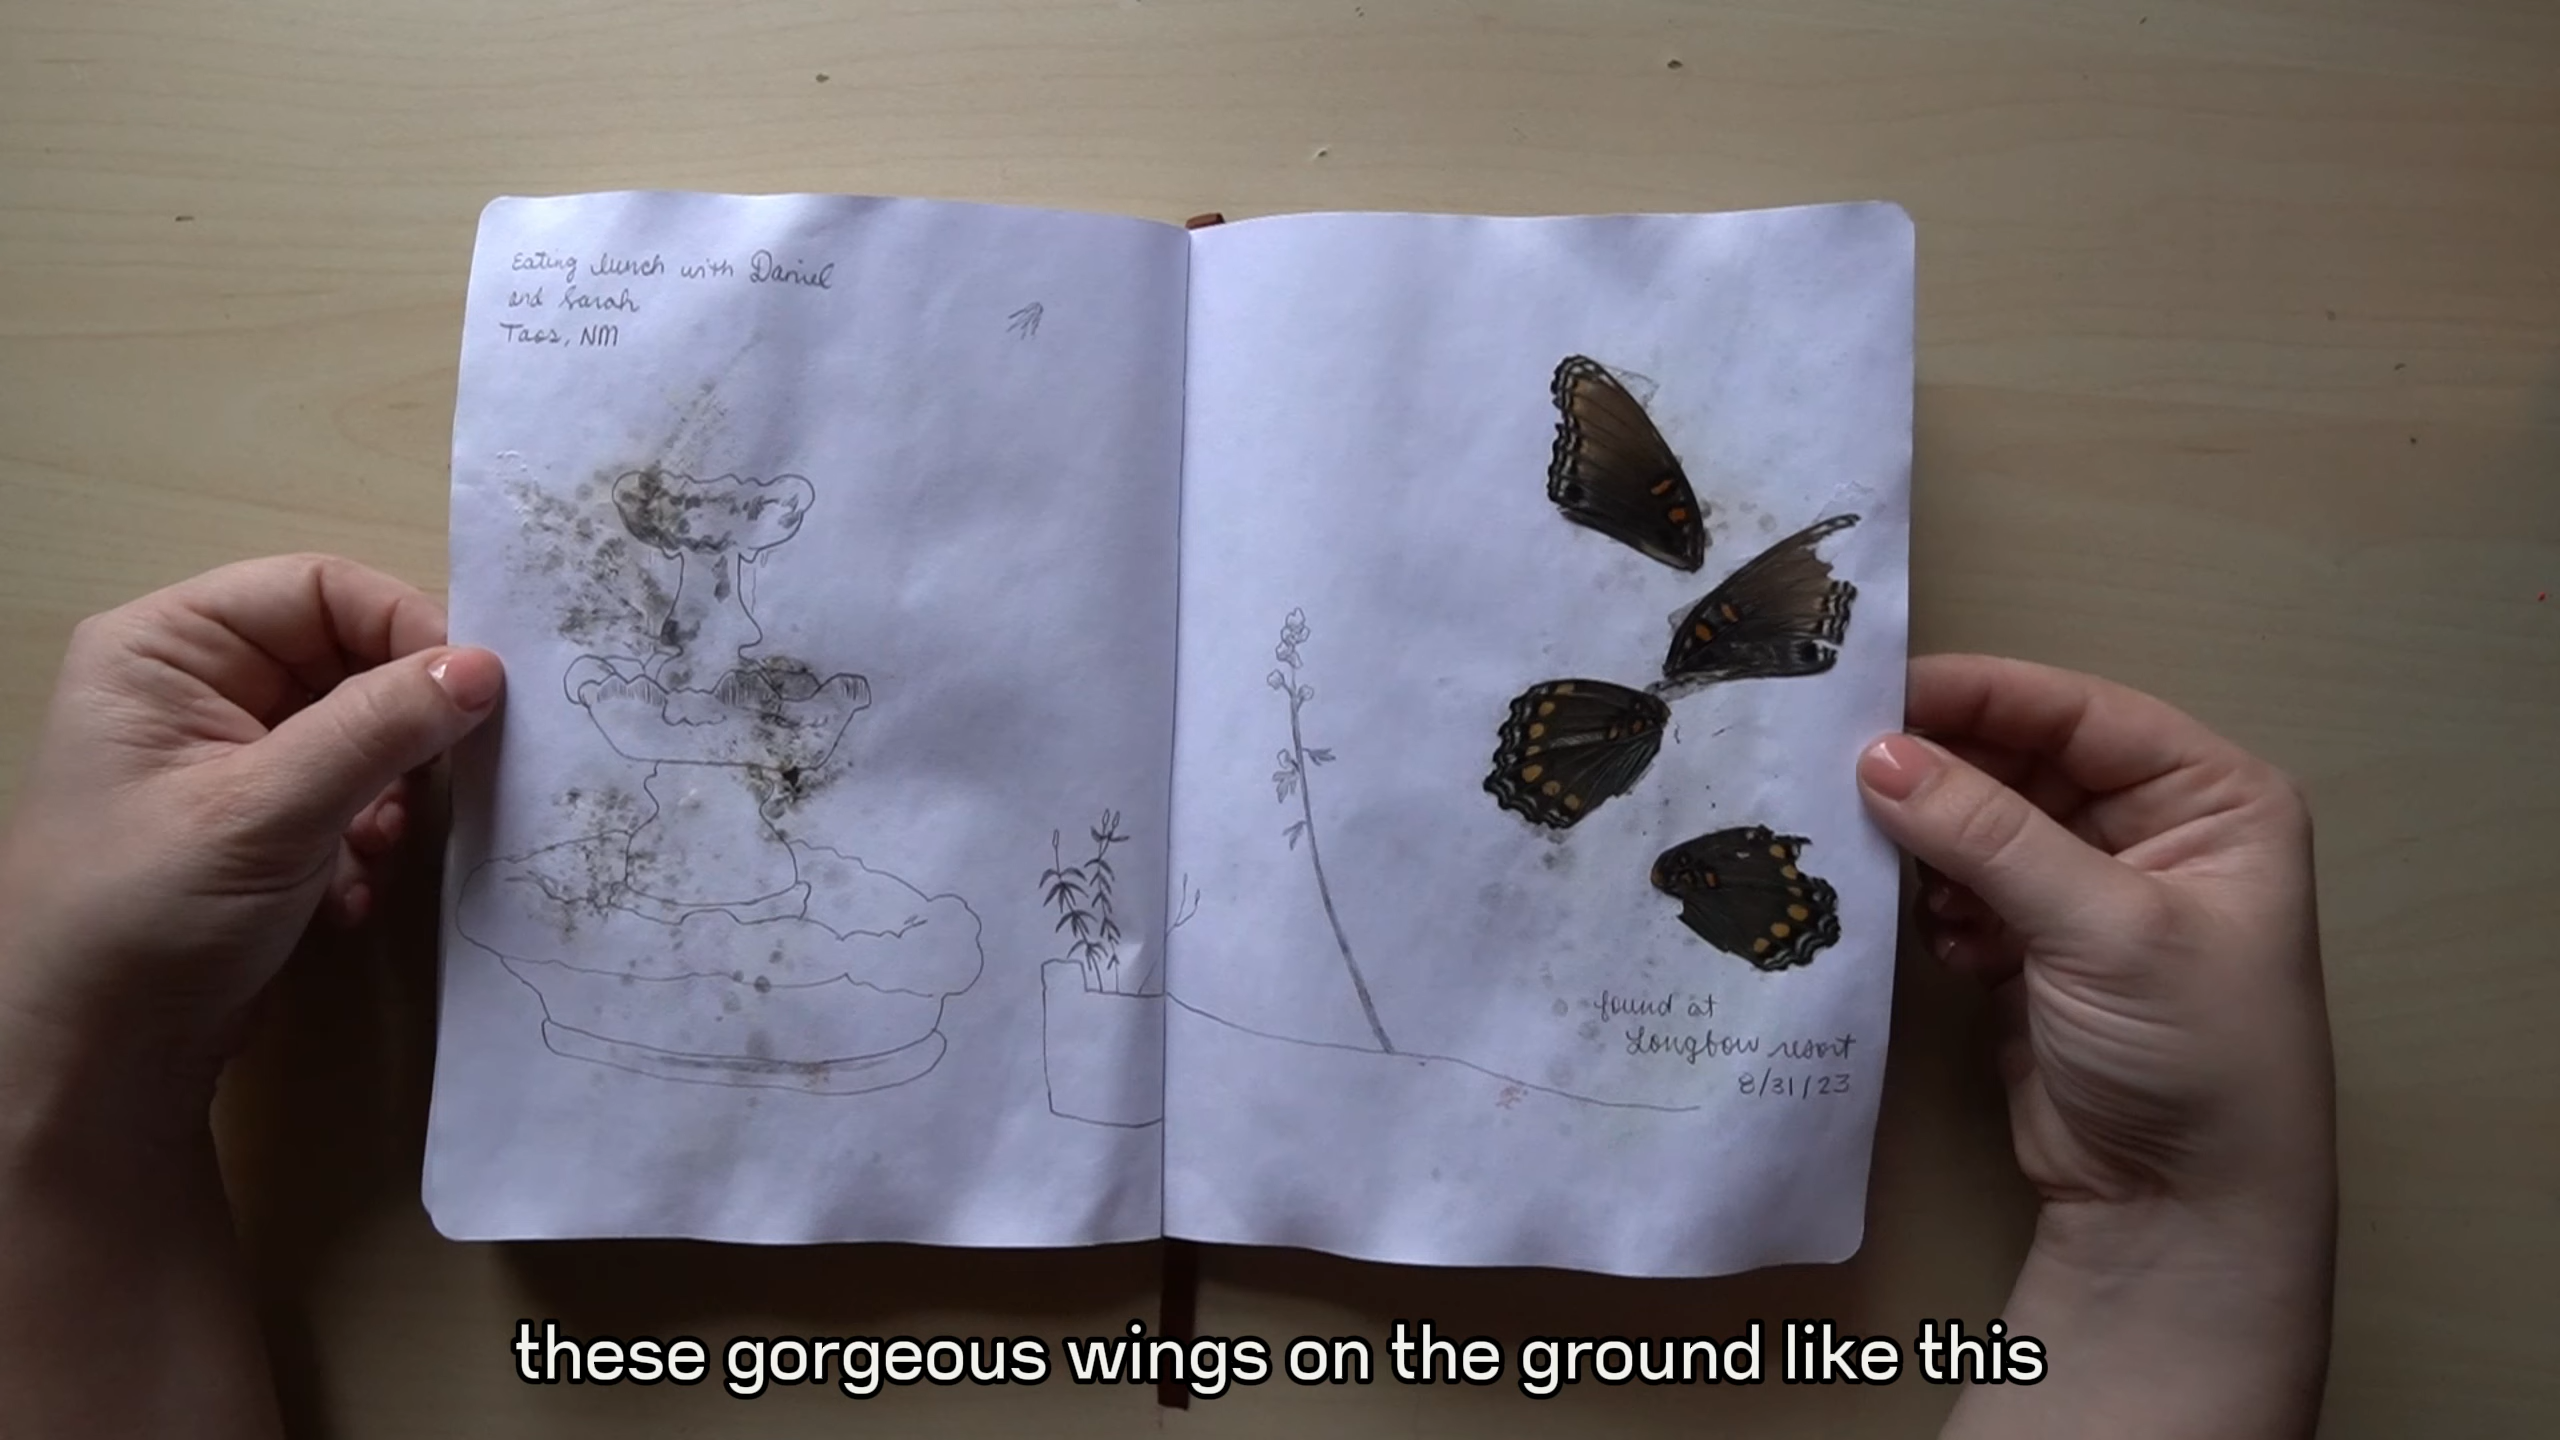 Eating lunch with Daniel
and Sarah
Taos, NM
found at
Longbow resort
8/31/23
these gorgeous wings on the ground like this